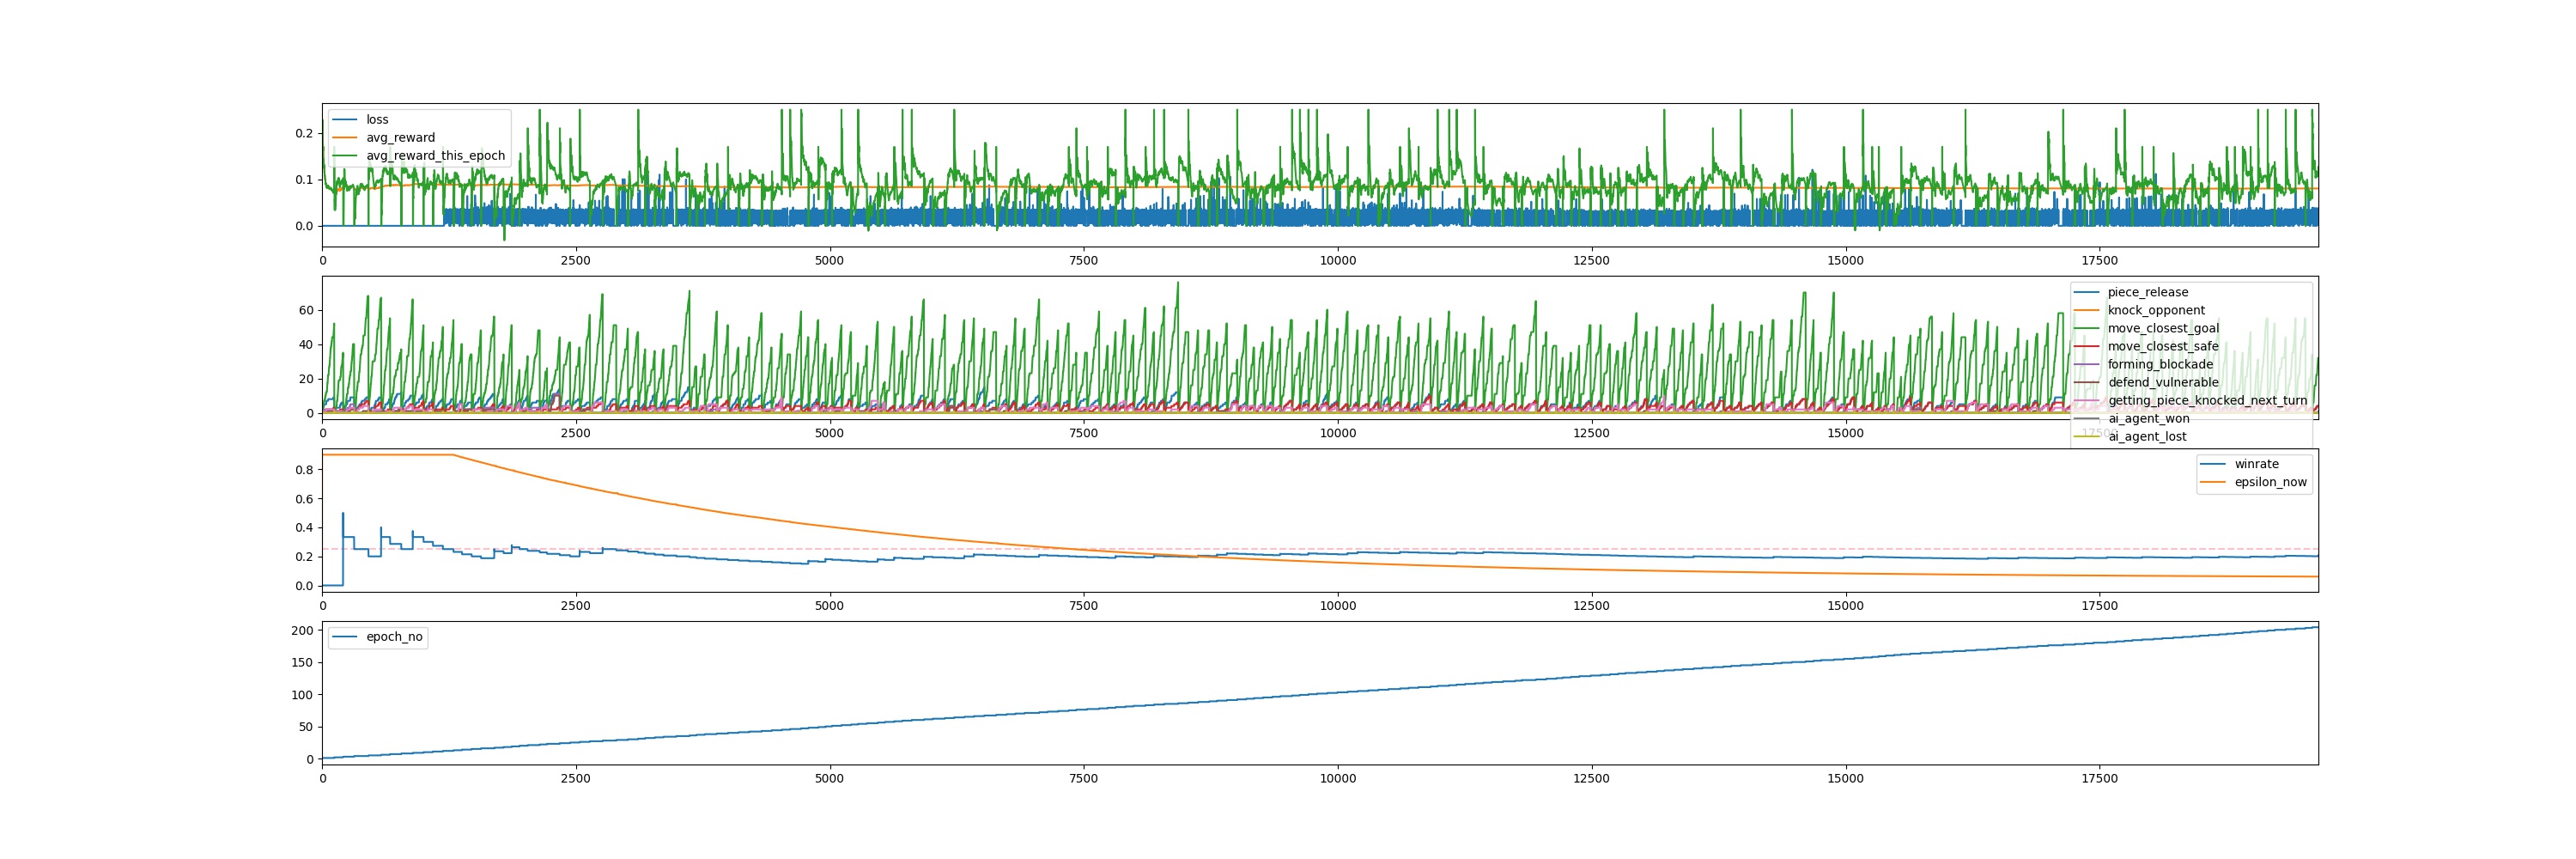 loss
avg_reward
avg_reward_this_epoch
0.2
0.1
0.0
0 2500 5000 7500 10000 12500 15000 17500
piece_release
knock_opponent
move_closest_goal
move_closest_safe
forming_blockade
defend_vulnerable
getting_piece_knocked_next_turn
ai_agent_won
ai_agent_lost
60
40
20
0
0 2500 5000 7500 10000 12500 15000 17500
winrate
epsilon_now
0.8
0.6
0.4
0.2
0.0
0 2500 5000 7500 10000 12500 15000 17500
epoch_no
200
150
100
50
0
0 2500 5000 7500 10000 12500 15000 17500